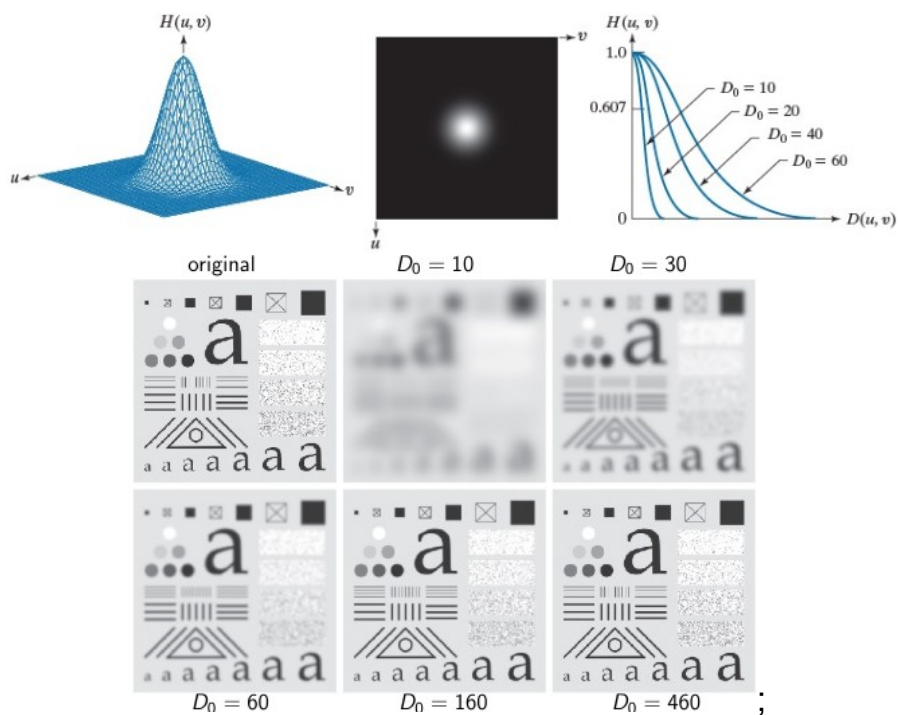 H(u, v)
u
v
v
u
H(u, v)
1.0
0.607
0
D₀ = 10
D₀ = 20
D₀ = 40
D₀ = 60
D(u, v)
original
D₀ = 10
D₀ = 30
a
a a a a a a a
a
a a a a a a a
a
a a a a a a a
a
a a a a a a a
a
a a a a a a a
a
a a a a a a a
D₀ = 60
D₀ = 160
D₀ = 460
;